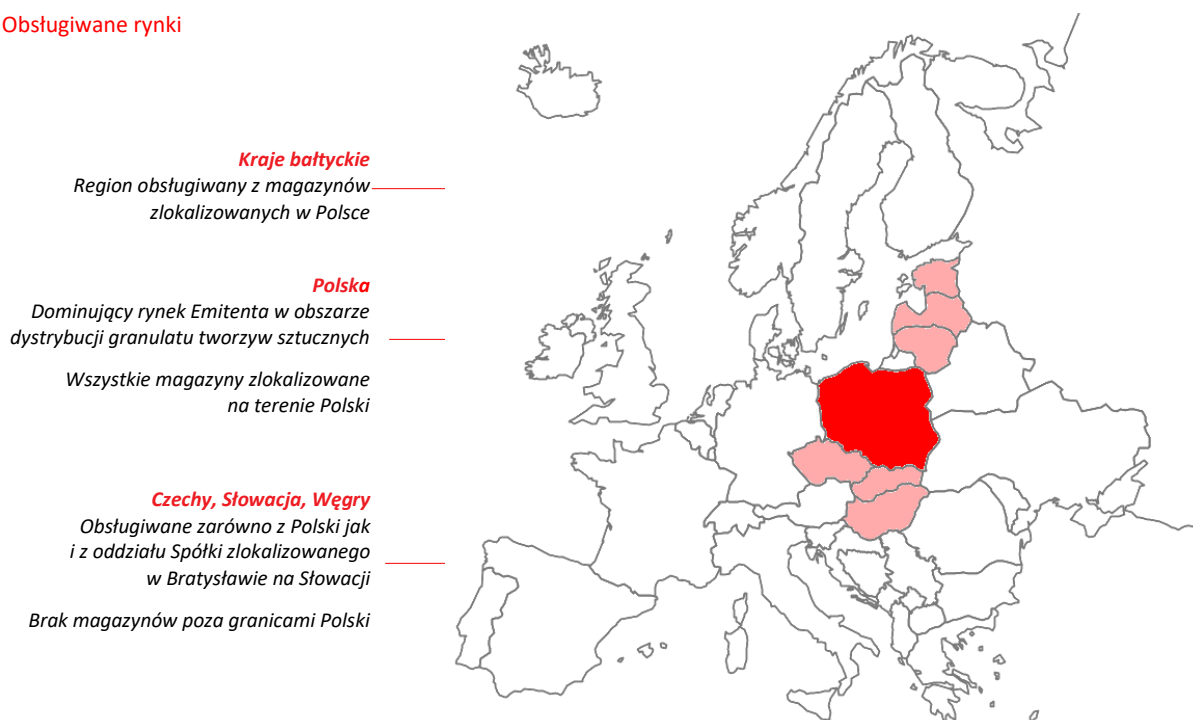 Obsługiwane rynki
Kraje bałtyckie
Region obsługiwany z magazynów
zlokalizowanych w Polsce
Polska
Dominujący rynek Emitenta w obszarze
dystrybucji granulatu tworzyw sztucznych
Wszystkie magazyny zlokalizowane
na terenie Polski
Czechy, Słowacja, Węgry
Obsługiwane zarówno z Polski jak
i z oddziału Spółki zlokalizowanego
w Bratysławie na Słowacji
Brak magazynów poza granicami Polski